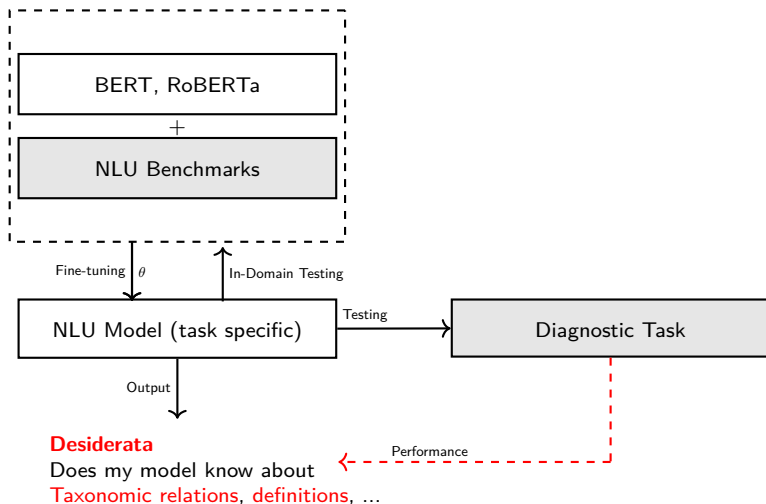 BERT, RoBERTa
+
NLU Benchmarks
Fine-tuning θ In-Domain Testing
NLU Model (task specific)
Testing
Diagnostic Task
Output
Performance
Desiderata
Does my model know about
Taxonomic relations, definitions, ...